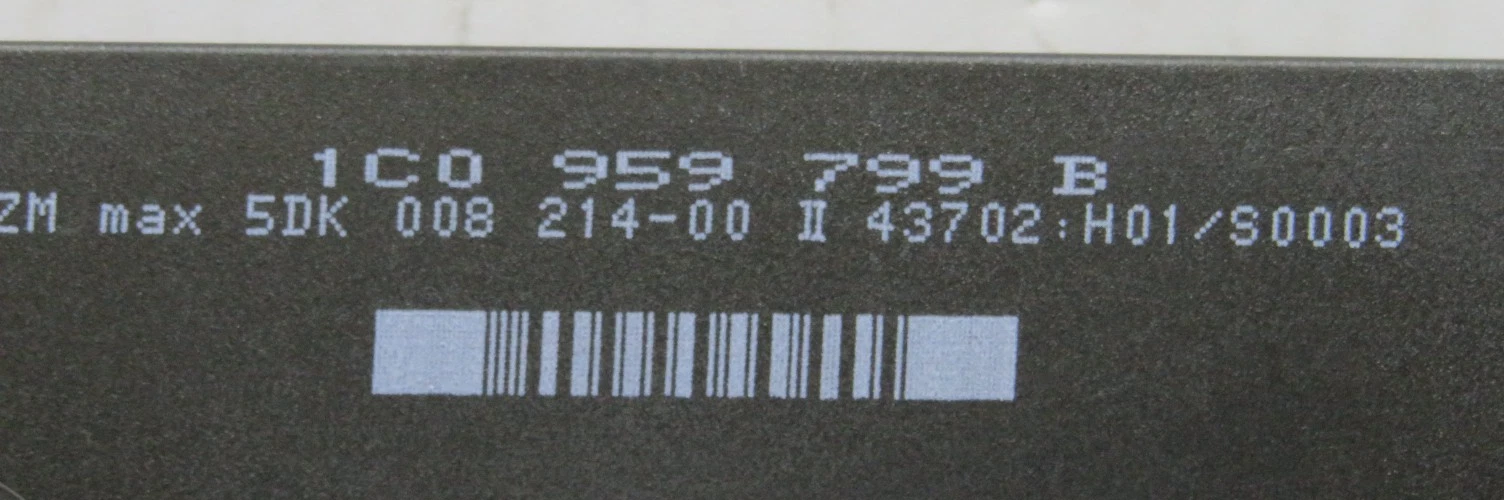 1C0 959 799 B
ZM max 5DK 008 214-00 II 43702:H01/S0003